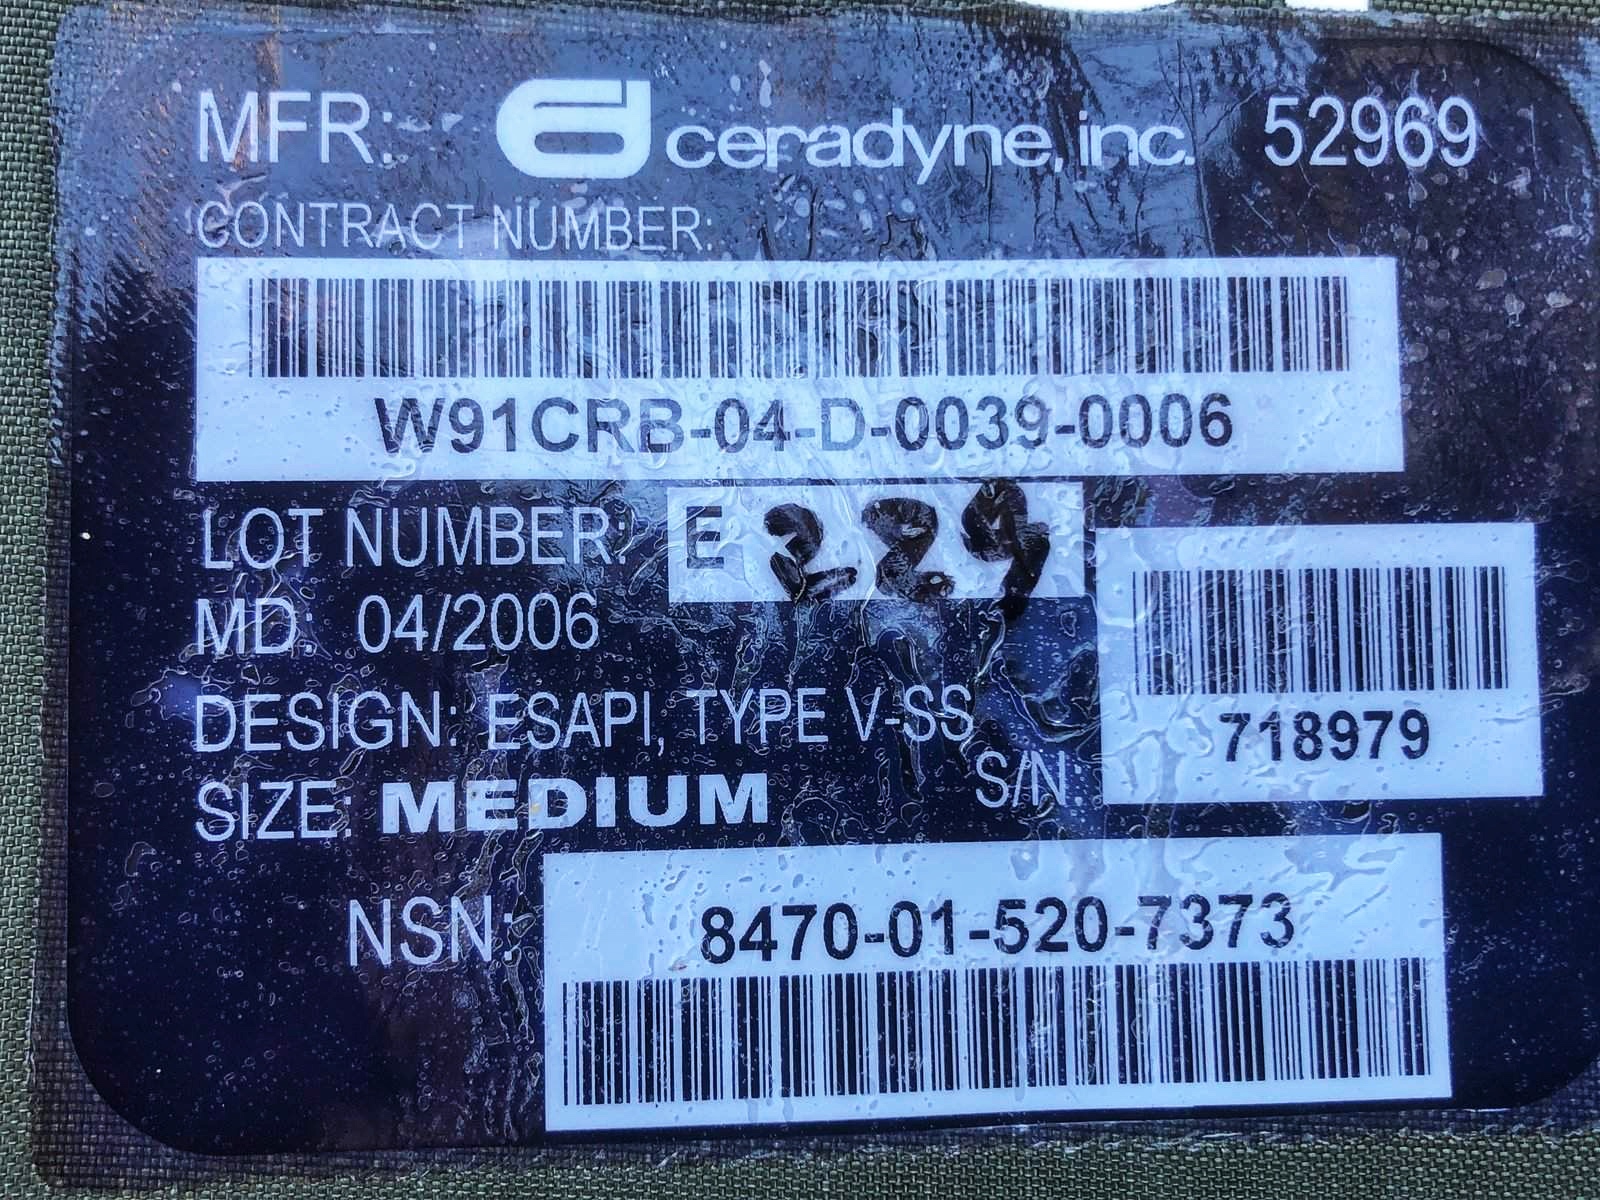 MFR: ceradyne, inc. 52969
CONTRACT NUMBER:
W91CRB-04-D-0039-0006
LOT NUMBER: E 229
MD: 04/2006
DESIGN: ESAPI, TYPE V-SS
SIZE: MEDIUM
S/N: 718979
NSN: 8470-01-520-7373